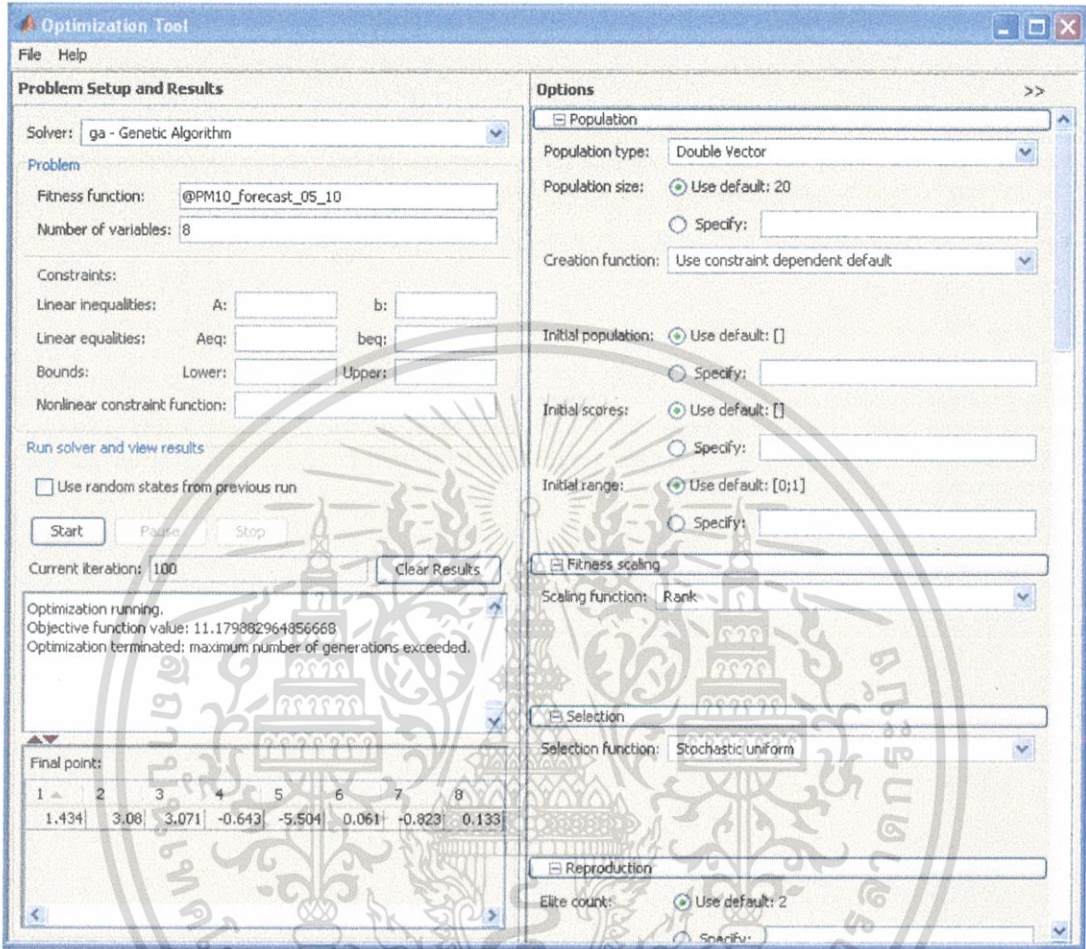 Optimization Tool
File Help
Problem Setup and Results
Solver: ga - Genetic Algorithm
Problem
Fitness function: @PM10_forecast_05_10
Number of variables: 8
Constraints:
Linear inequalities: A: b:
Linear equalities: Aeq: beq:
Bounds: Lower: Upper:
Nonlinear constraint function:
Run solver and view results
Use random states from previous run
Start Pause Stop
Current iteration: 100 Clear Results
Optimization running.
Objective function value: 11.179882964856668
Optimization terminated: maximum number of generations exceeded.
Final point:
1 2 3 4 5 6 7 8
1.434 3.08 3.071 -0.643 -5.504 0.061 -0.823 0.133
Options >>
Population
Population type: Double Vector
Population size: Use default: 20
Specify:
Creation function: Use constraint dependent default
Initial population: Use default: []
Specify:
Initial scores: Use default: []
Specify:
Initial range: Use default: [0;1]
Specify:
Fitness scaling
Scaling function: Rank
Selection
Selection function: Stochastic uniform
Reproduction
Elite count: Use default: 2
Specify: